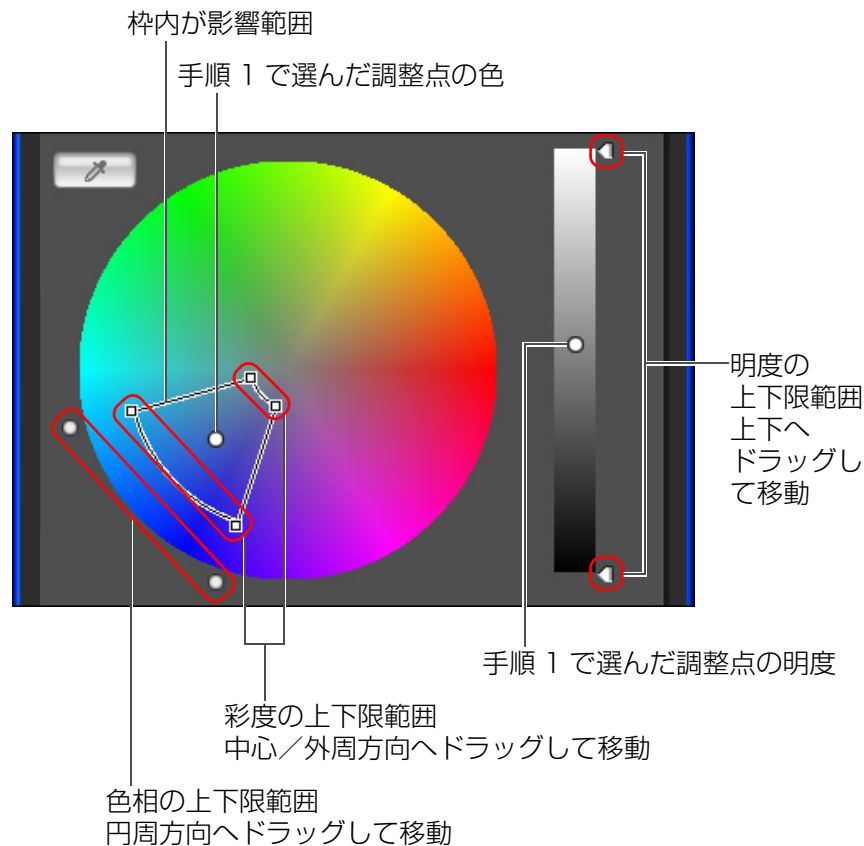 枠内が影響範囲
手順 1 で選んだ調整点の色
明度の
上下限範囲
上下へ
ドラッグし
て移動
手順 1 で選んだ調整点の明度
彩度の上下限範囲
中心／外周方向へドラッグして移動
色相の上下限範囲
円周方向へドラッグして移動